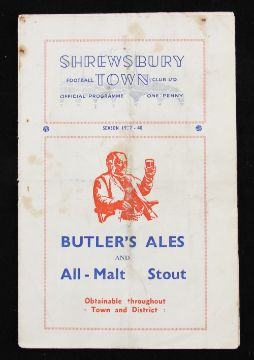 SHREWSBURY
FOOTBALL TOWN CLUB LTD.
OFFICIAL PROGRAMME ONE PENNY
SEASON
BUTLER'S ALES
AND
All - Malt Stout
Obtainable throughout
Town and District :